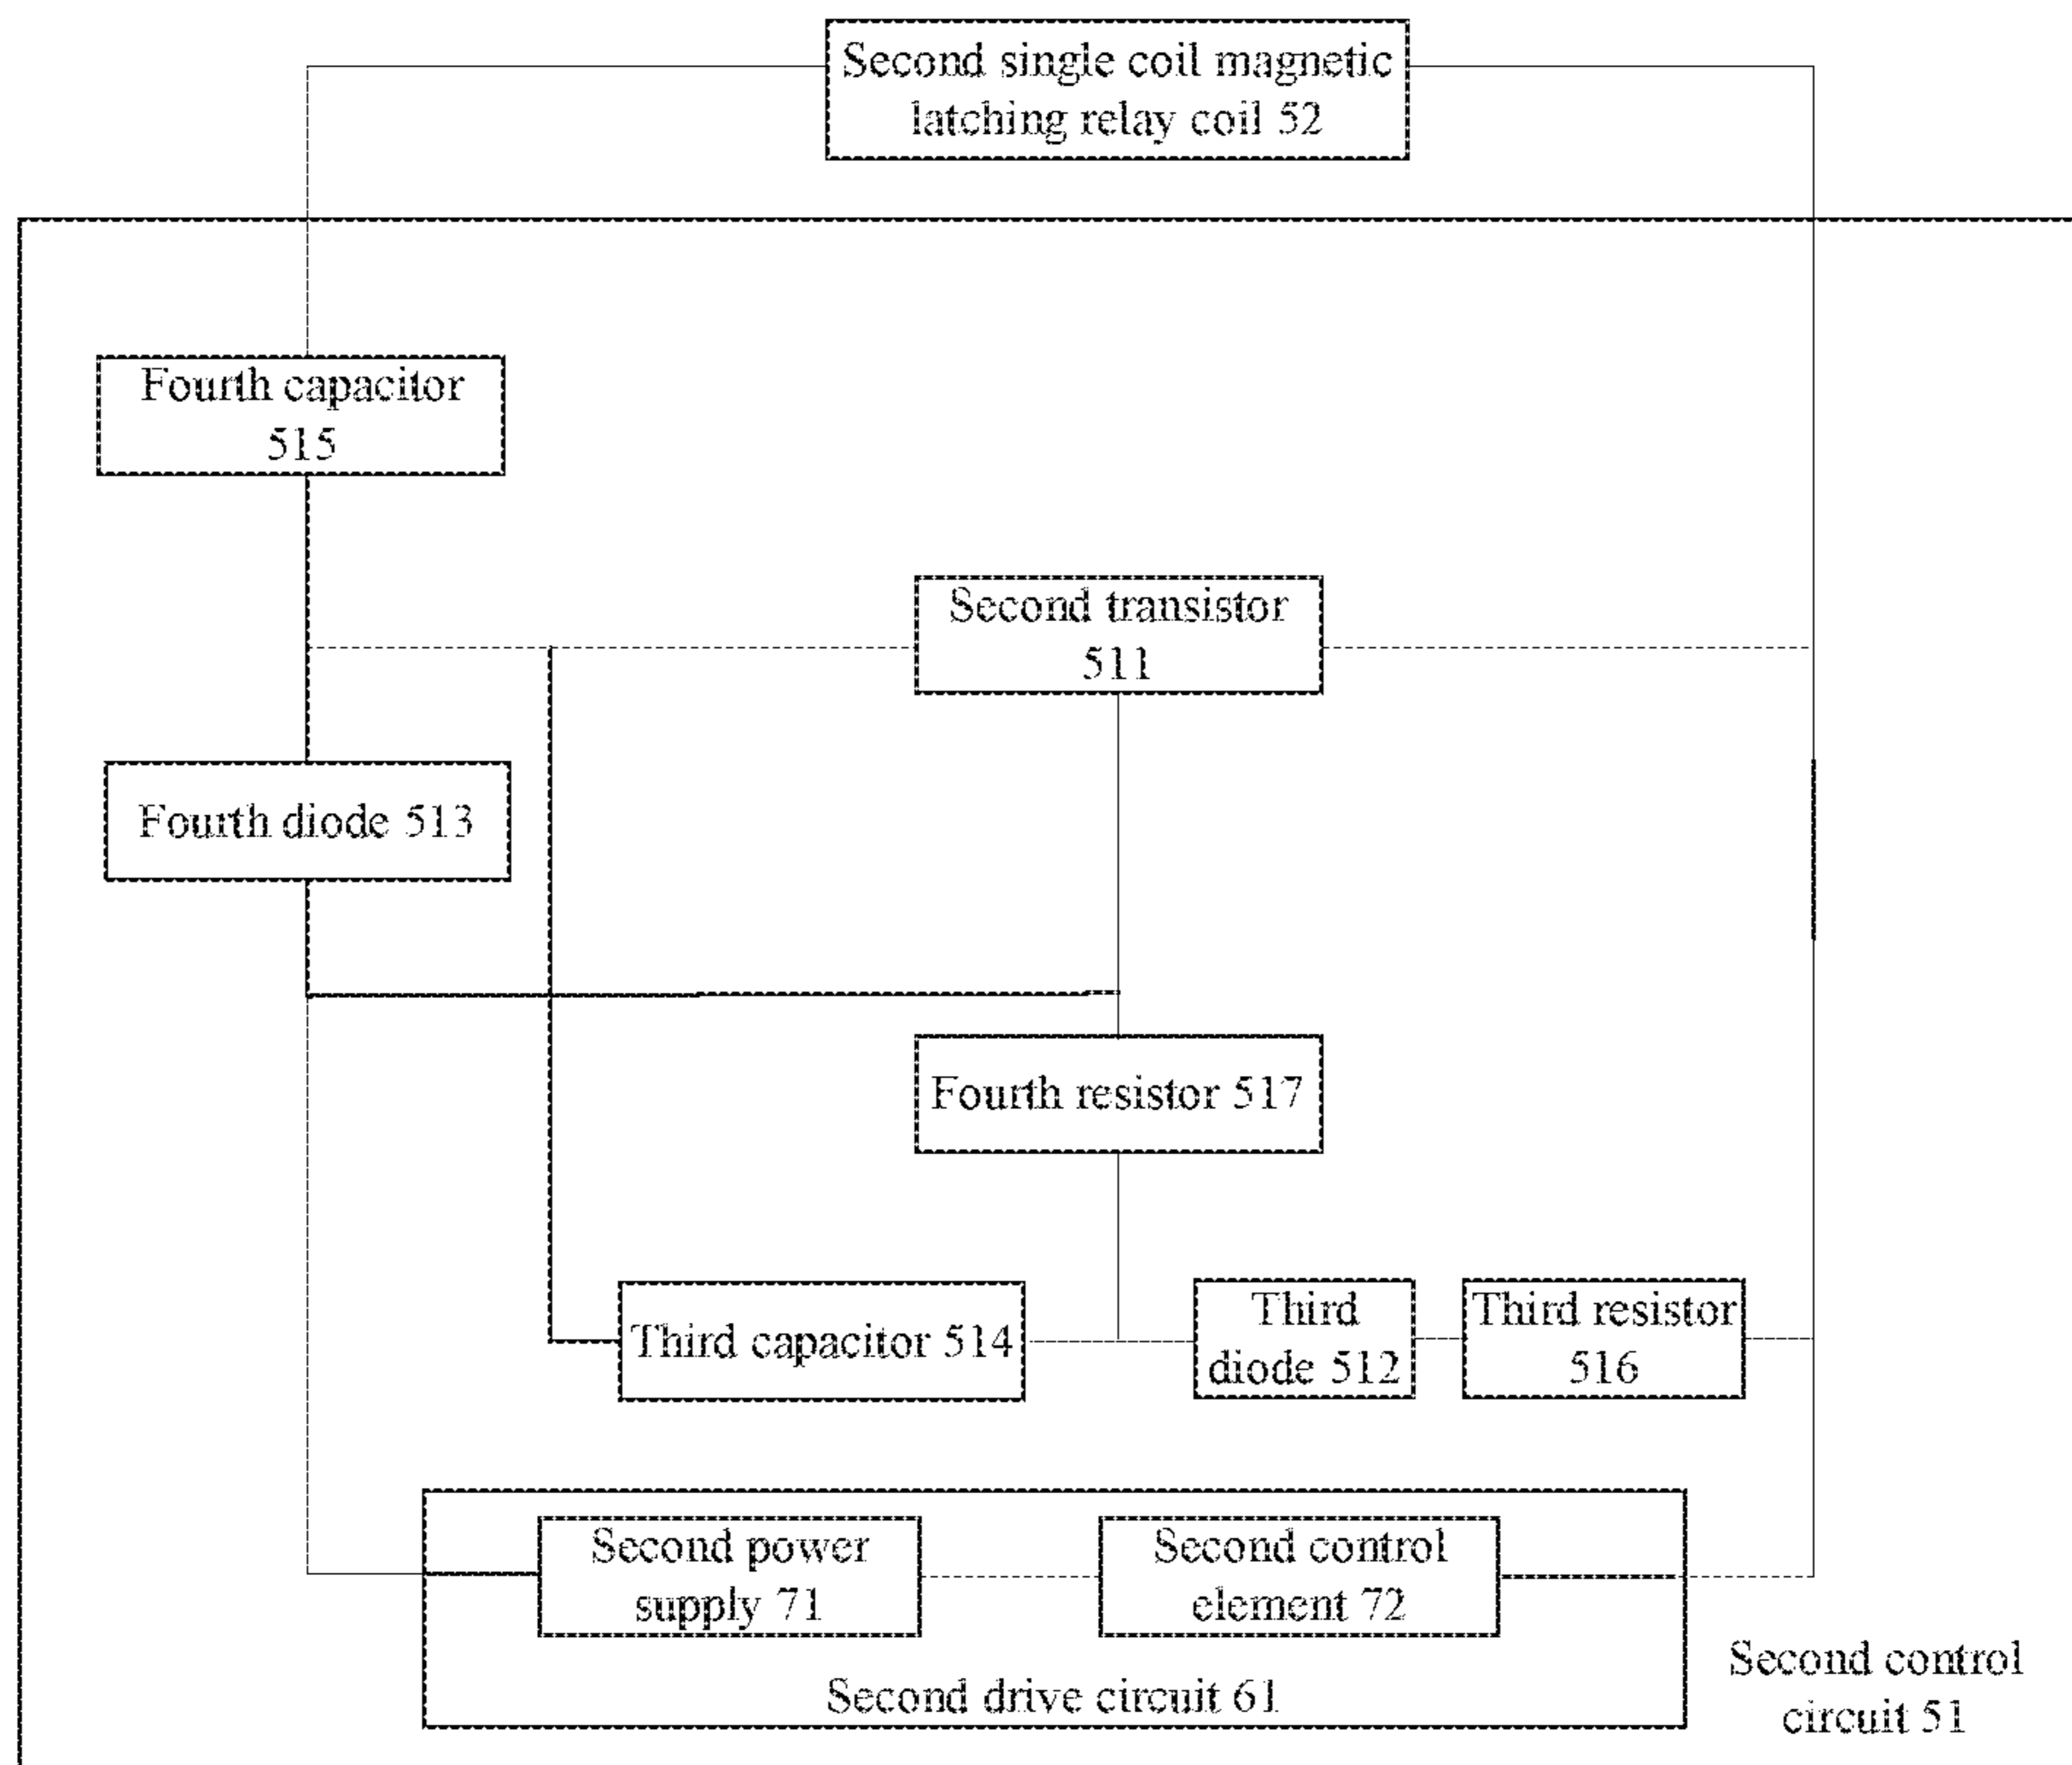 Second single coil magnetic
latching relay coil 52
Fourth capacitor
515
Second transistor
511
Fourth diode 513
Fourth resistor 517
Third capacitor 514
Third
diode 512
Third resistor
516
Second power
supply 71
Second control
element 72
Second drive circuit 61
Second control
circuit 51